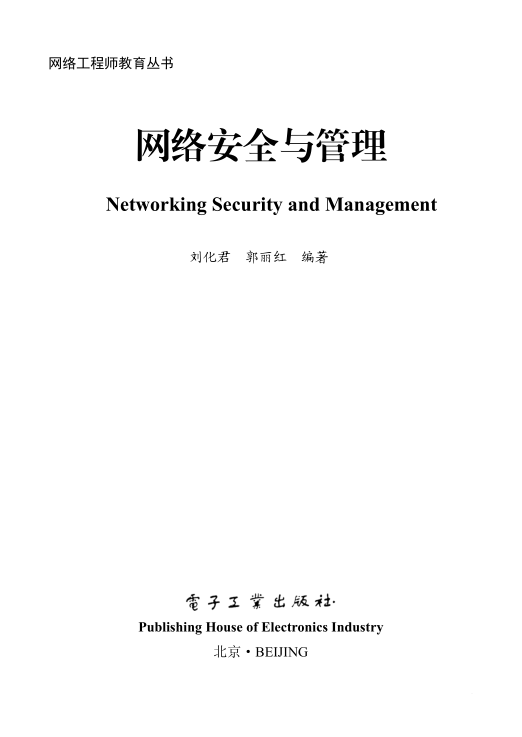 网络工程师教育丛书
网络安全与管理
Networking Security and Management
刘化君 郭丽红 编著
電子工業出版社·
Publishing House of Electronics Industry
北京·BEIJING